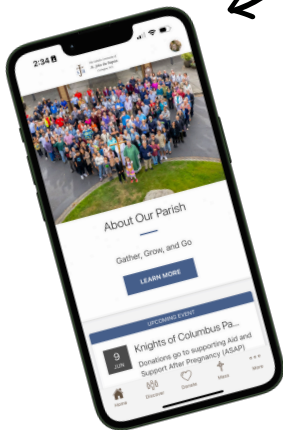 2:34
St. John the Baptist
About Our Parish
Gather, Grow, and Go
LEARN MORE
UPCOMING EVENT
9
JUN
Knights of Columbus Pa...
Donations go to supporting Aid and
Support After Pregnancy (ASAP)
Home
Discover
Donate
Mass
More